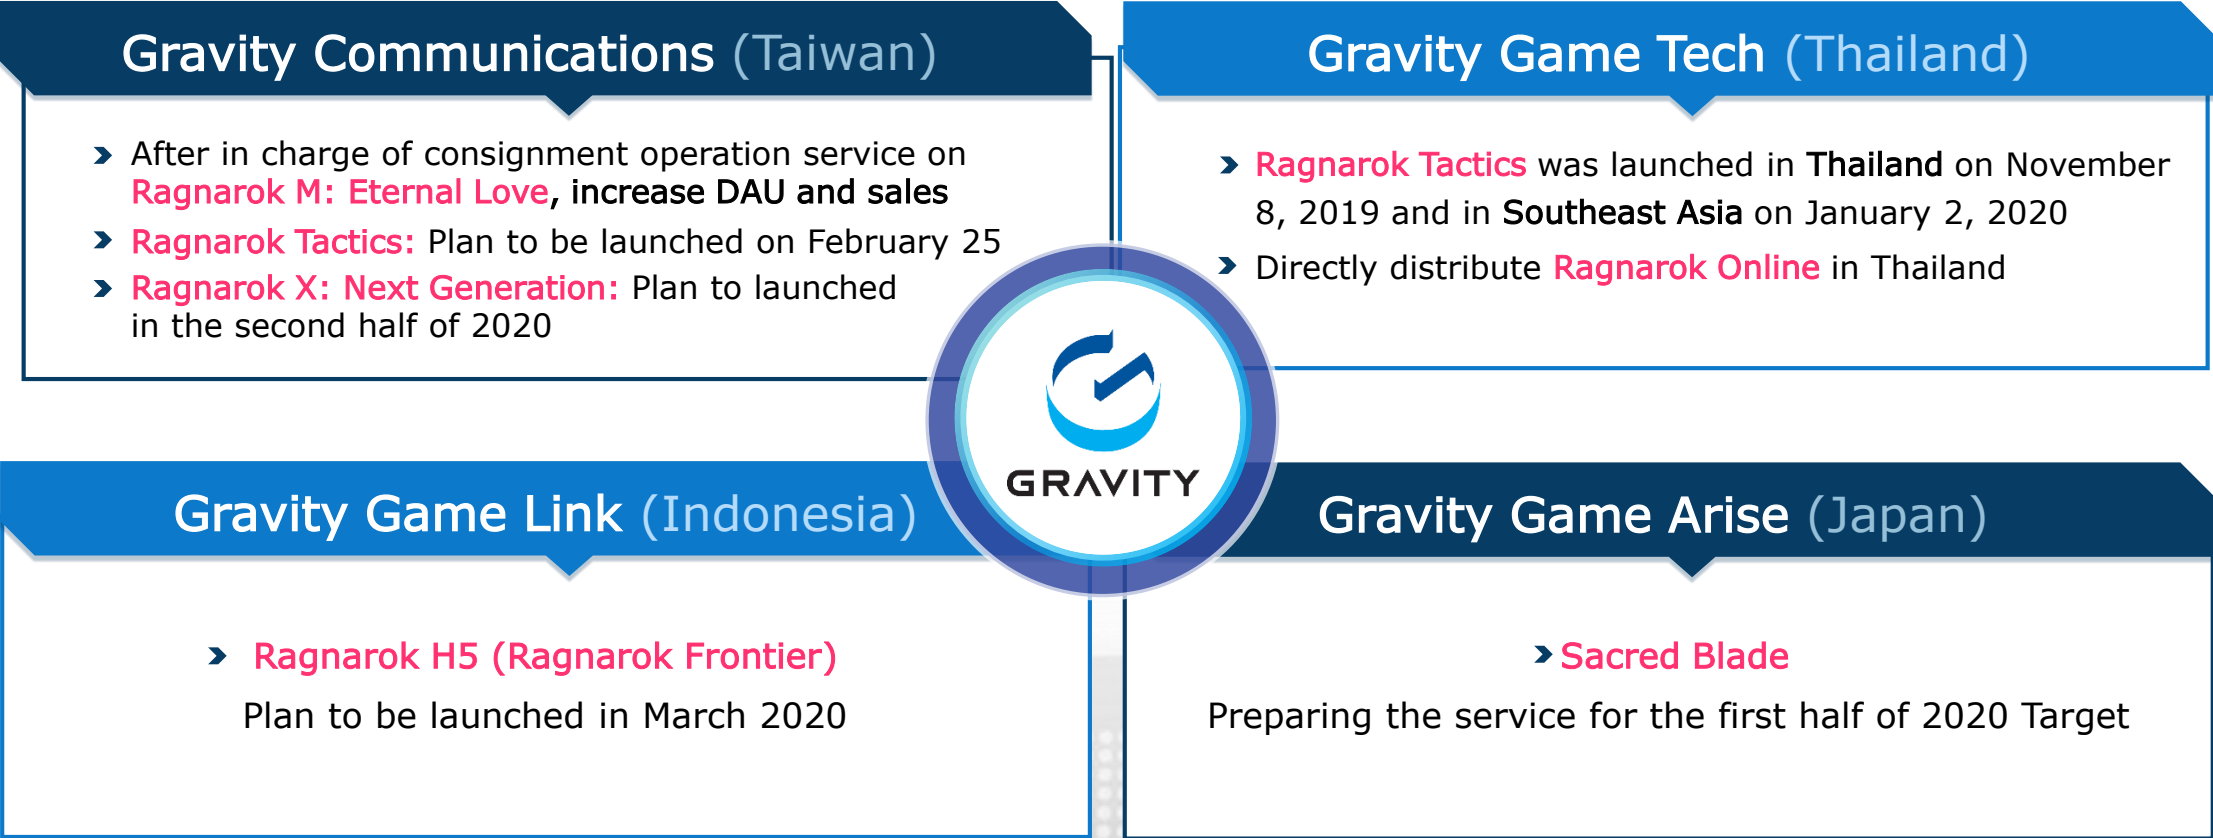 Gravity Communications (Taiwan)
After in charge of consignment operation service on
Ragnarok M: Eternal Love, increase DAU and sales
Ragnarok Tactics: Plan to be launched on February 25
Ragnarok X: Next Generation: Plan to launched
in the second half of 2020
Gravity Game Tech (Thailand)
Ragnarok Tactics was launched in Thailand on November
8, 2019 and in Southeast Asia on January 2, 2020
Directly distribute Ragnarok Online in Thailand
GRAVITY
Gravity Game Link (Indonesia)
Ragnarok H5 (Ragnarok Frontier)
Plan to be launched in March 2020
Gravity Game Arise (Japan)
Sacred Blade
Preparing the service for the first half of 2020 Target